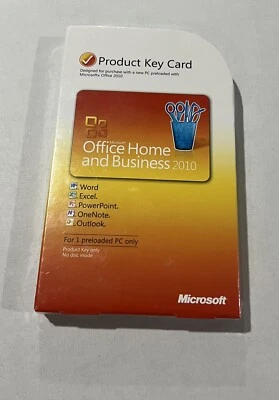 Product Key Card
Designed for purchase with a new PC preloaded with
Microsoft® Office 2010
Office Home
and Business 2010
Word
Excel
PowerPoint
OneNote
Outlook
For 1 preloaded PC only
Product Key only
No disc inside
Microsoft